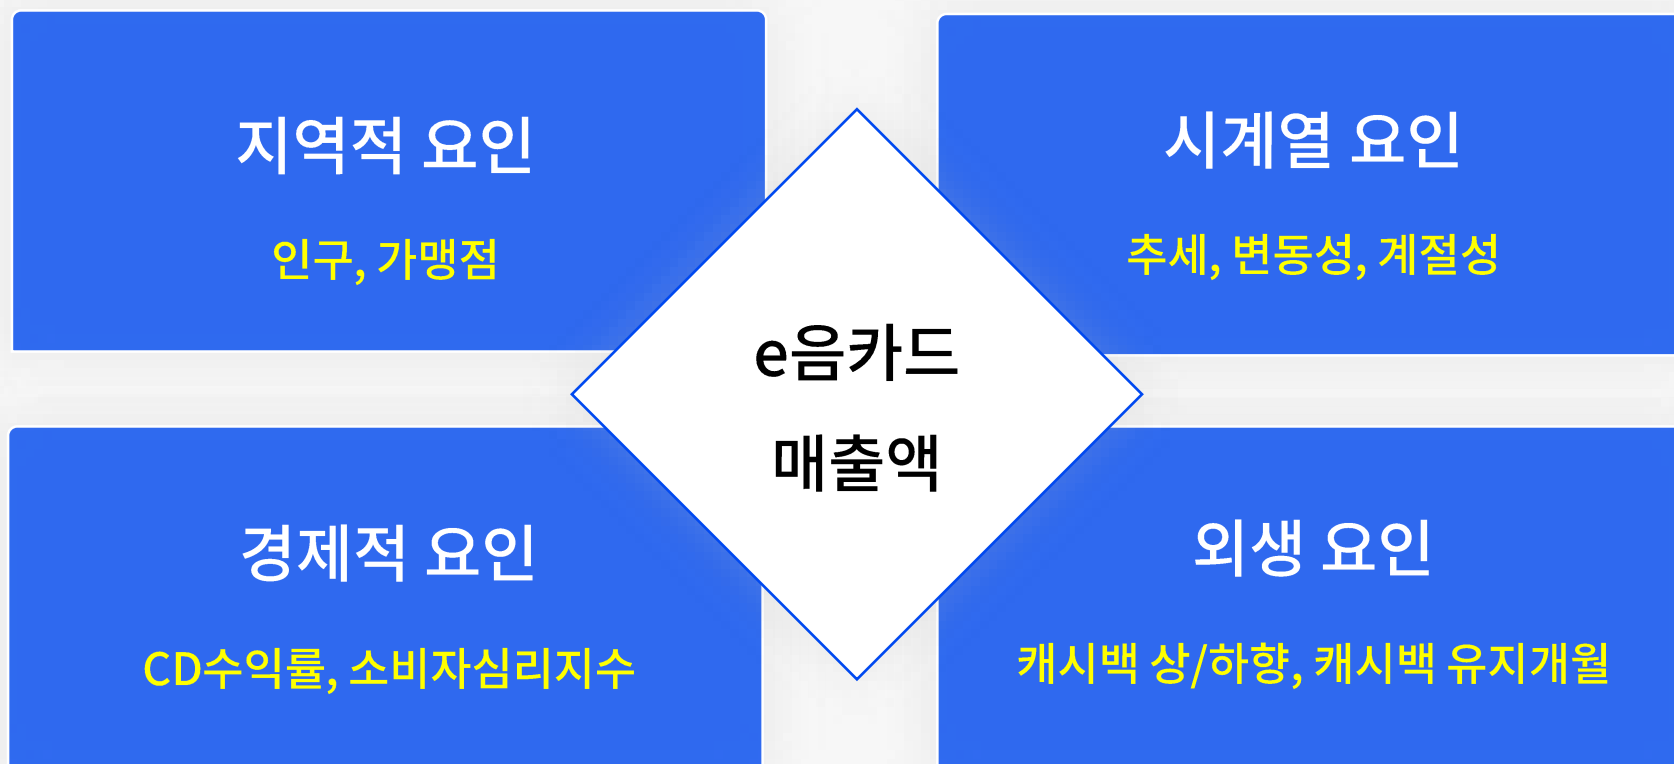 지역적 요인
인구, 가맹점
시계열 요인
추세, 변동성, 계절성
e음카드
매출액
경제적 요인
CD수익률, 소비자심리지수
외생 요인
캐시백 상/하향, 캐시백 유지개월